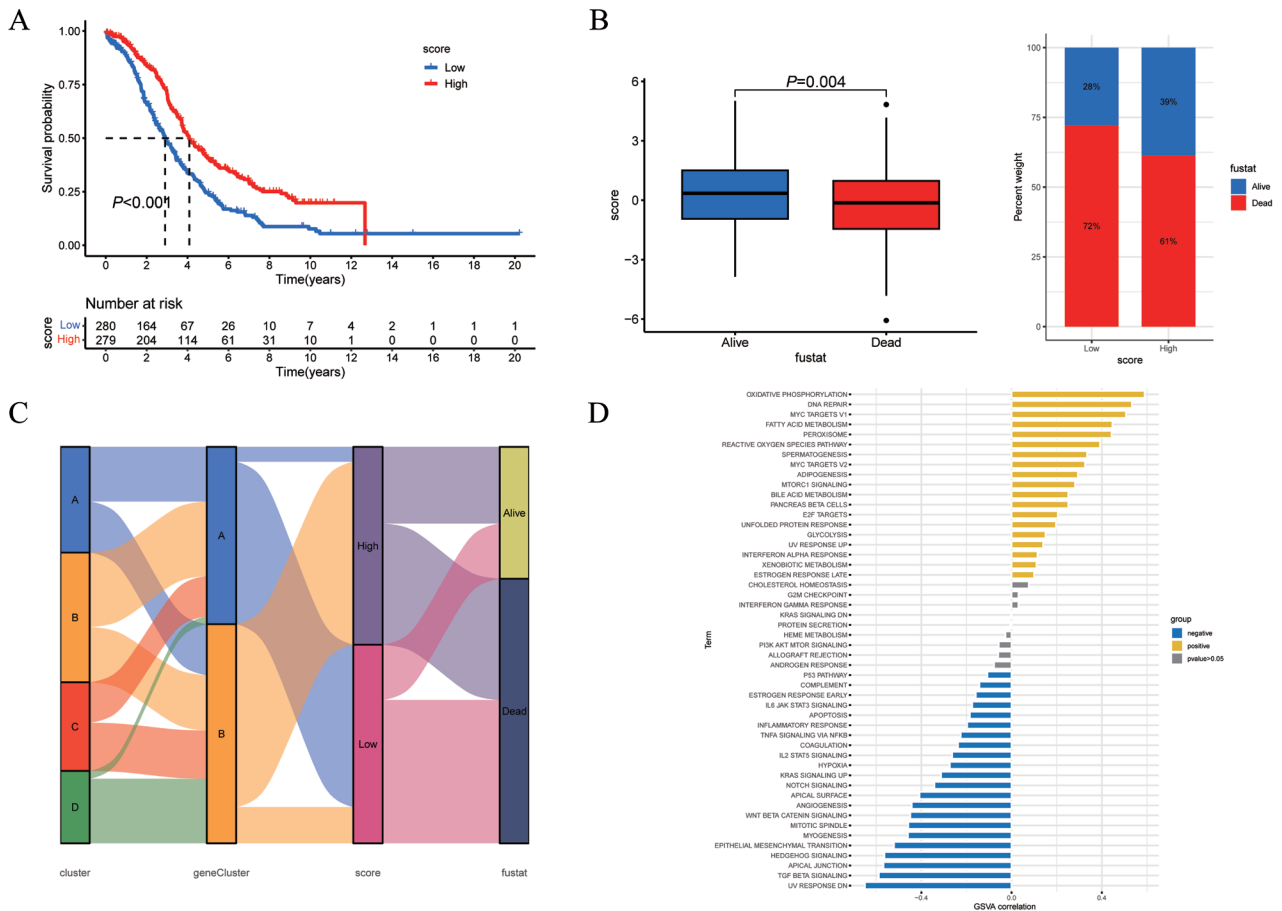 A
1.00
0.75
0.50
0.25
0.00
Survival probability
score
Low
High
P<0.001
0 2 4 6 8 10 12 14 16 18 20
Time(years)
Number at risk
score
Low 280 164 67 26 10 7 4 2 1 1 1
High 279 204 114 61 31 10 1 0 0 0 0
0 2 4 6 8 10 12 14 16 18 20
Time(years)
B
6
3
0
−3
−6
score
P=0.004
Alive Dead
fustat
100
75
50
25
0
Percent weight
28%
39%
72%
61%
Low High
score
fustat
Alive
Dead
C
A
B
C
D
A
B
High
Low
Alive
Dead
cluster geneCluster score fustat
D
Term
OXIDATIVE PHOSPHORYLATION
DNA REPAIR
MYC TARGETS V1
FATTY ACID METABOLISM
PEROXISOME
REACTIVE OXYGEN SPECIES PATHWAY
SPERMATOGENESIS
MYC TARGETS V2
ADIPOGENESIS
MTORC1 SIGNALING
BILE ACID METABOLISM
PANCREAS BETA CELLS
E2F TARGETS
UNFOLDED PROTEIN RESPONSE
GLYCOLYSIS
UV RESPONSE UP
INTERFERON ALPHA RESPONSE
XENOBIOTIC METABOLISM
ESTROGEN RESPONSE LATE
CHOLESTEROL HOMEOSTASIS
G2M CHECKPOINT
INTERFERON GAMMA RESPONSE
KRAS SIGNALING DN
PROTEIN SECRETION
HEME METABOLISM
PI3K AKT MTOR SIGNALING
ALLOGRAFT REJECTION
ANDROGEN RESPONSE
P53 PATHWAY
COMPLEMENT
ESTROGEN RESPONSE EARLY
IL6 JAK STAT3 SIGNALING
APOPTOSIS
INFLAMMATORY RESPONSE
TNFA SIGNALING VIA NFKB
COAGULATION
IL2 STAT5 SIGNALING
HYPOXIA
KRAS SIGNALING UP
NOTCH SIGNALING
APICAL SURFACE
ANGIOGENESIS
WNT BETA CATENIN SIGNALING
MITOTIC SPINDLE
MYOGENESIS
EPITHELIAL MESENCHYMAL TRANSITION
HEDGEHOG SIGNALING
APICAL JUNCTION
TGF BETA SIGNALING
UV RESPONSE DN
−0.4 0.0 0.4
GSVA correlation
group
negative
positive
pvalue>0.05